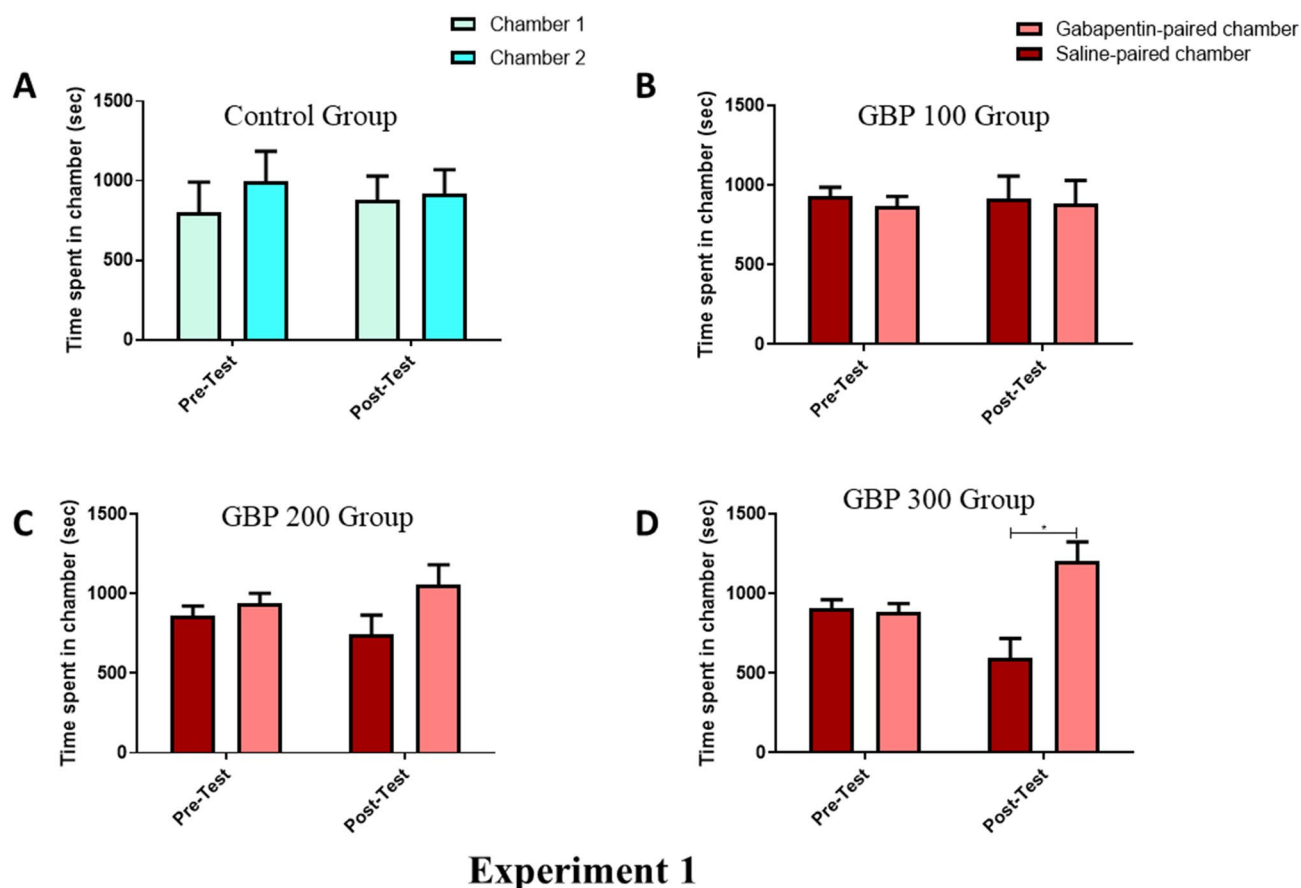 Chamber 1
Chamber 2
Gabapentin-paired chamber
Saline-paired chamber
A
Control Group
Time spent in chamber (sec)
1500
1000
500
0
Pre-Test
Post-Test
B
GBP 100 Group
Time spent in chamber (sec)
1500
1000
500
0
Pre-Test
Post-Test
C
GBP 200 Group
Time spent in chamber (sec)
1500
1000
500
0
Pre-Test
Post-Test
D
GBP 300 Group
Time spent in chamber (sec)
1500
1000
500
0
*
Pre-Test
Post-Test
Experiment 1